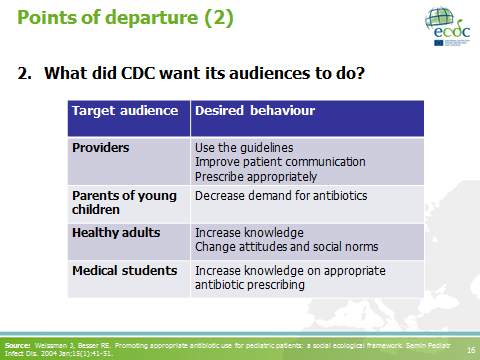 Points of departure (2)
ecdc
2. What did CDC want its audiences to do?
Target audience Desired behaviour
Providers Use the guidelines
Improve patient communication
Prescribe appropriately
Parents of young Decrease demand for antibiotics
children
Healthy adults Increase knowledge
Change attitudes and social norms
Medical students Increase knowledge on appropriate
antibiotic prescribing
Source: Weissman J, Besser RE. Promoting appropriate antibiotic use for pediatric patients: a social ecological framework. Semin Pediatr
Infect Dis. 2004 Jan;15(1):41-51.
16